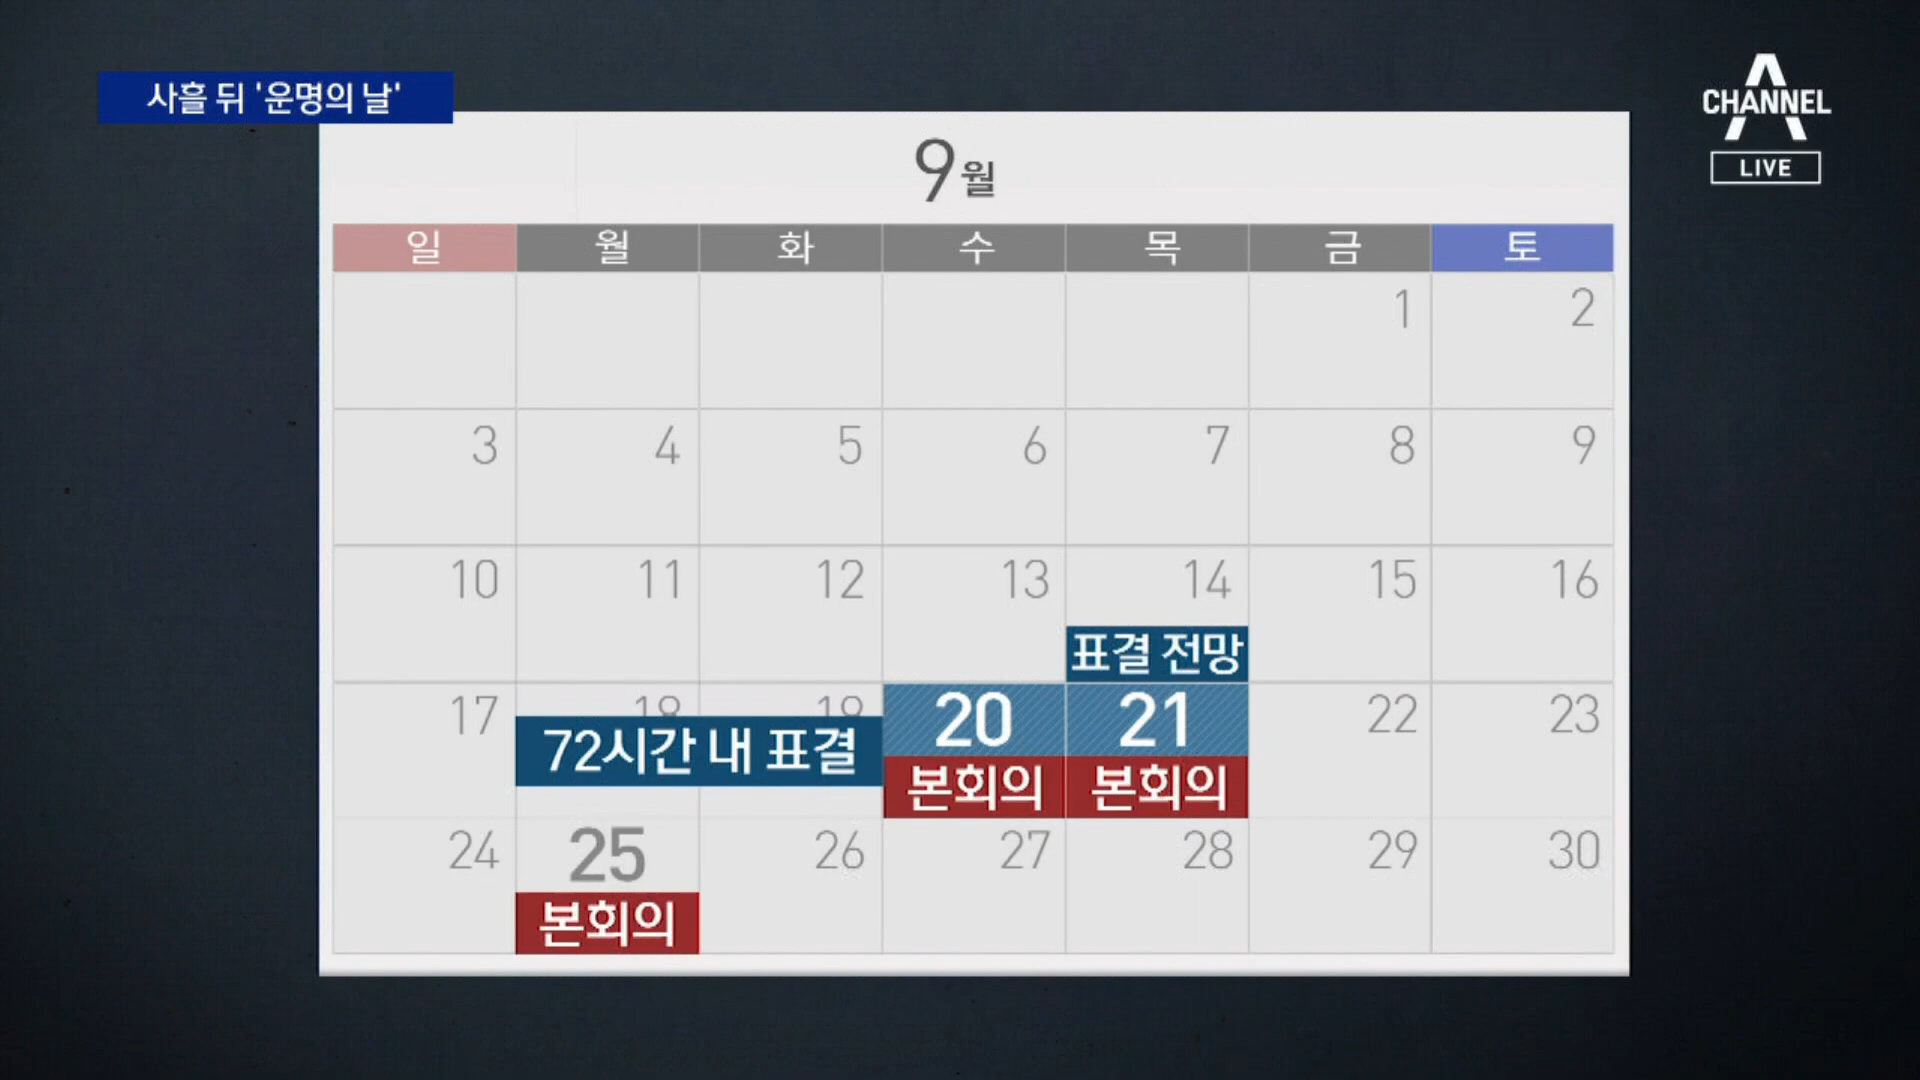 사흘 뒤 '운명의 날'
CHANNEL A
LIVE
9월
일 월 화 수 목 금 토
1 2
3 4 5 6 7 8 9
10 11 12 13 14 15 16
표결 전망
17 18 19 20 21 22 23
72시간 내 표결
본회의 본회의
24 25 26 27 28 29 30
본회의